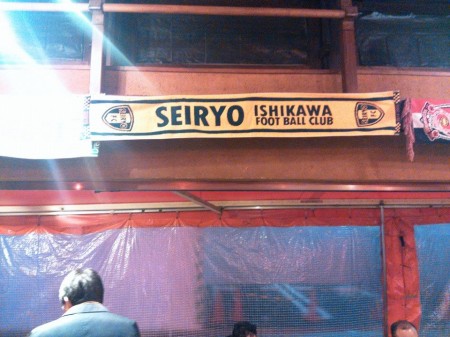 SEIRYO
ISHIKAWA
FOOT BALL CLUB